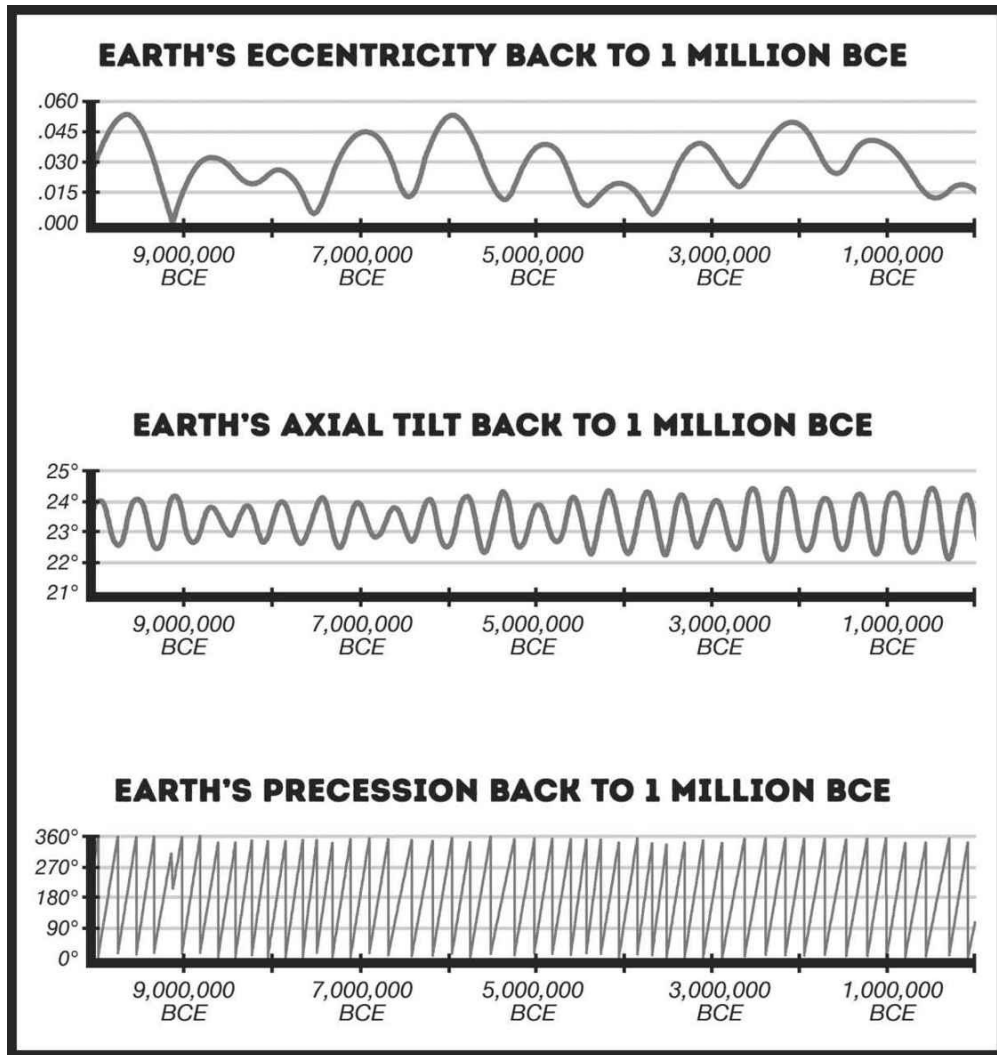 EARTH'S ECCENTRICITY BACK TO 1 MILLION BCE
.060
.045
.030
.015
.000
9,000,000 7,000,000 5,000,000 3,000,000 1,000,000
BCE BCE BCE BCE BCE
EARTH'S AXIAL TILT BACK TO 1 MILLION BCE
25°
24°
23°
22°
21°
9,000,000 7,000,000 5,000,000 3,000,000 1,000,000
BCE BCE BCE BCE BCE
EARTH'S PRECESSION BACK TO 1 MILLION BCE
360°
270°
180°
90°
0°
9,000,000 7,000,000 5,000,000 3,000,000 1,000,000
BCE BCE BCE BCE BCE